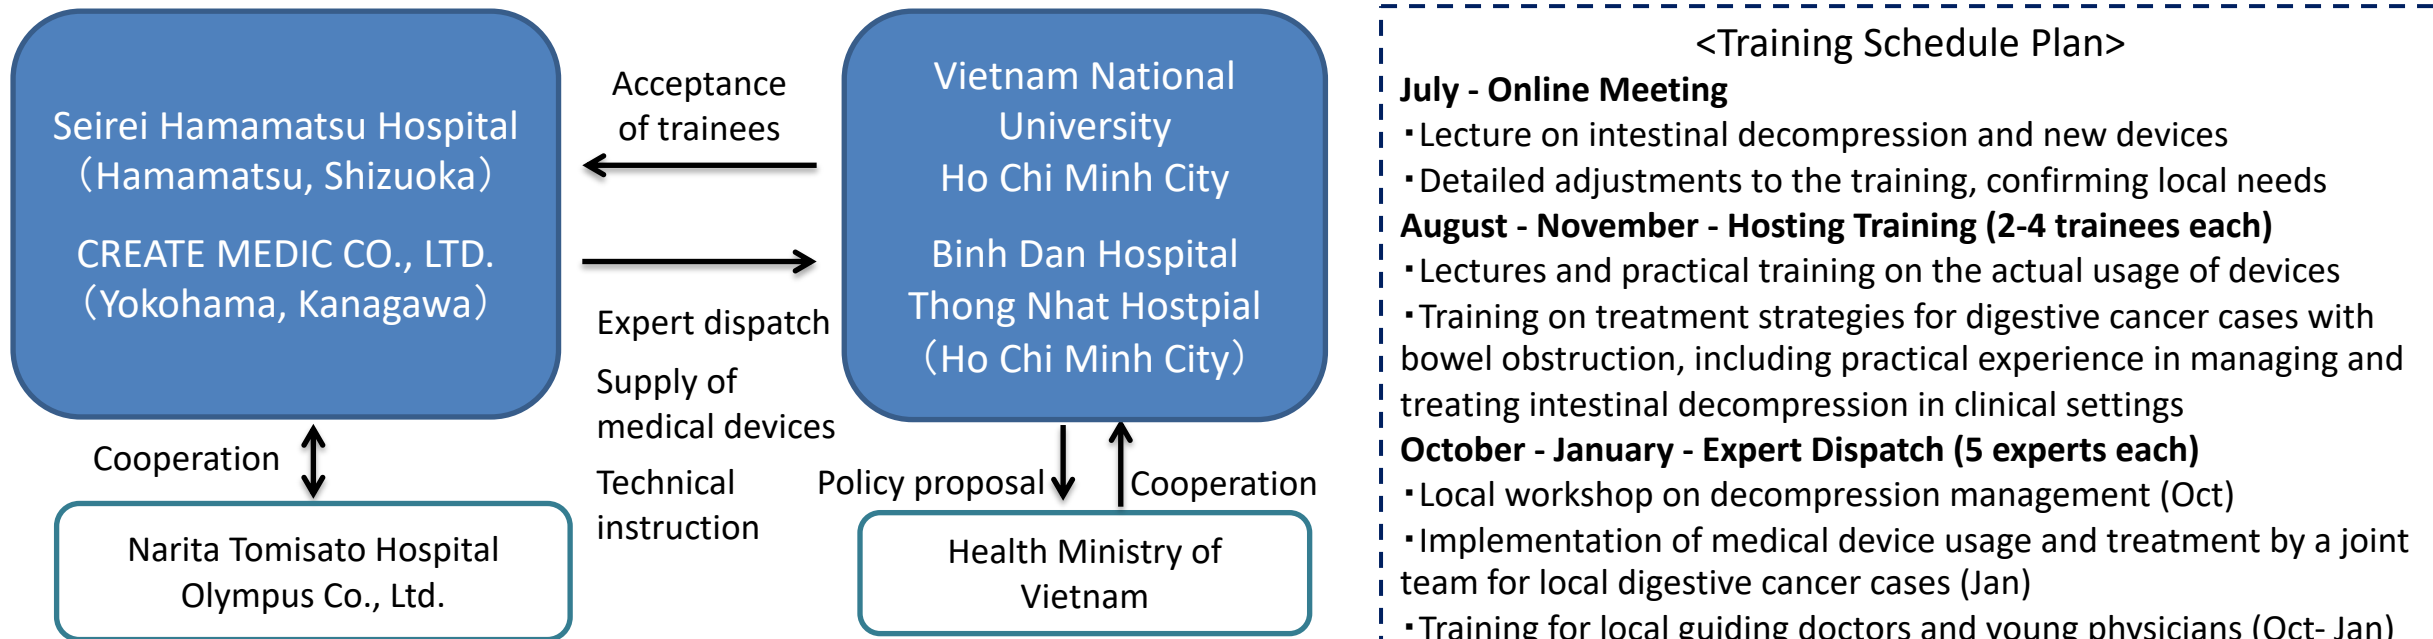 Seirei Hamamatsu Hospital
（Hamamatsu, Shizuoka）
CREATE MEDIC CO., LTD.
（Yokohama, Kanagawa）
Acceptance
of trainees
Expert dispatch
Supply of
medical devices
Technical
instruction
Vietnam National
University
Ho Chi Minh City
Binh Dan Hospital
Thong Nhat Hostpial
（Ho Chi Minh City）
Cooperation
Policy proposal
Cooperation
Narita Tomisato Hospital
Olympus Co., Ltd.
Health Ministry of
Vietnam
<Training Schedule Plan>
July - Online Meeting
・Lecture on intestinal decompression and new devices
・Detailed adjustments to the training, confirming local needs
August - November - Hosting Training (2-4 trainees each)
・Lectures and practical training on the actual usage of devices
・Training on treatment strategies for digestive cancer cases with
bowel obstruction, including practical experience in managing and
treating intestinal decompression in clinical settings
October - January - Expert Dispatch (5 experts each)
・Local workshop on decompression management (Oct)
・Implementation of medical device usage and treatment by a joint
team for local digestive cancer cases (Jan)
・Training for local guiding doctors and young physicians (Oct- Jan)